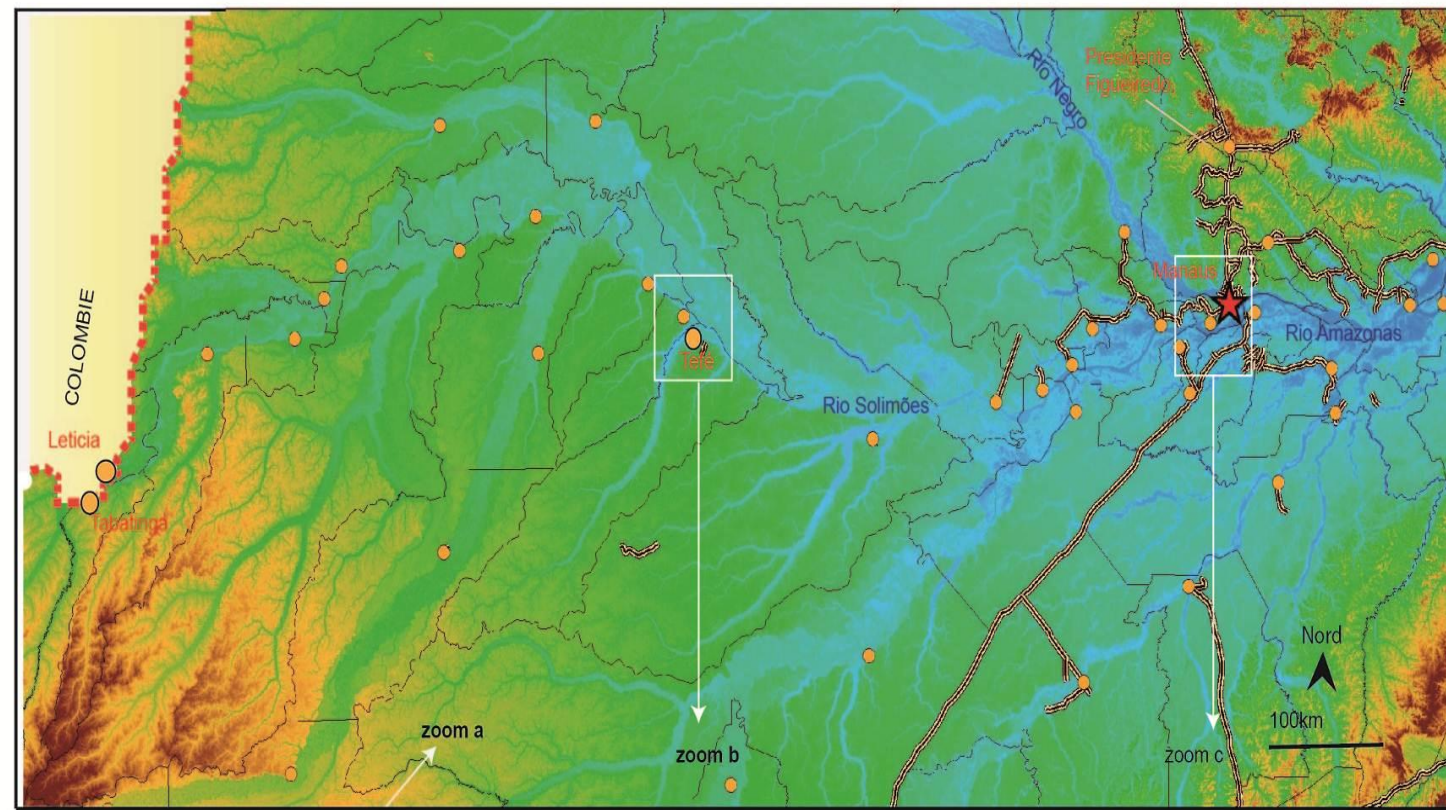 Presidente
Figueiredo
Rio Negro
Manaus
Rio Amazonas
COLOMBIE
Tefé
Rio Solimões
Leticia
Tabatinga
Nord
100km
zoom a
zoom b
zoom c